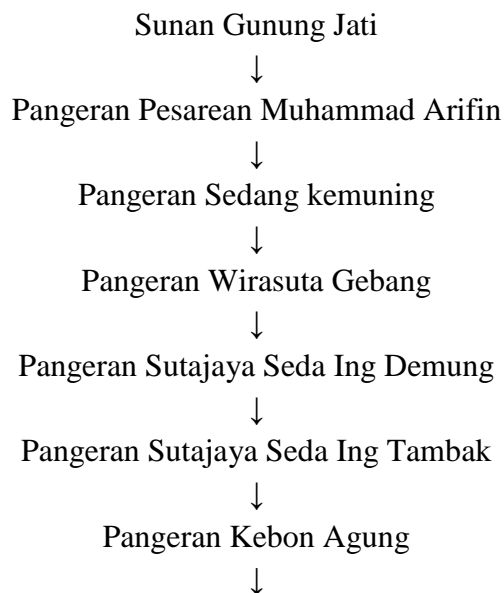 Sunan Gunung Jati
↓
Pangeran Pesarean Muhammad Arifin
↓
Pangeran Sedang kemuning
↓
Pangeran Wirasuta Gebang
↓
Pangeran Sutajaya Seda Ing Demung
↓
Pangeran Sutajaya Seda Ing Tambak
↓
Pangeran Kebon Agung
↓